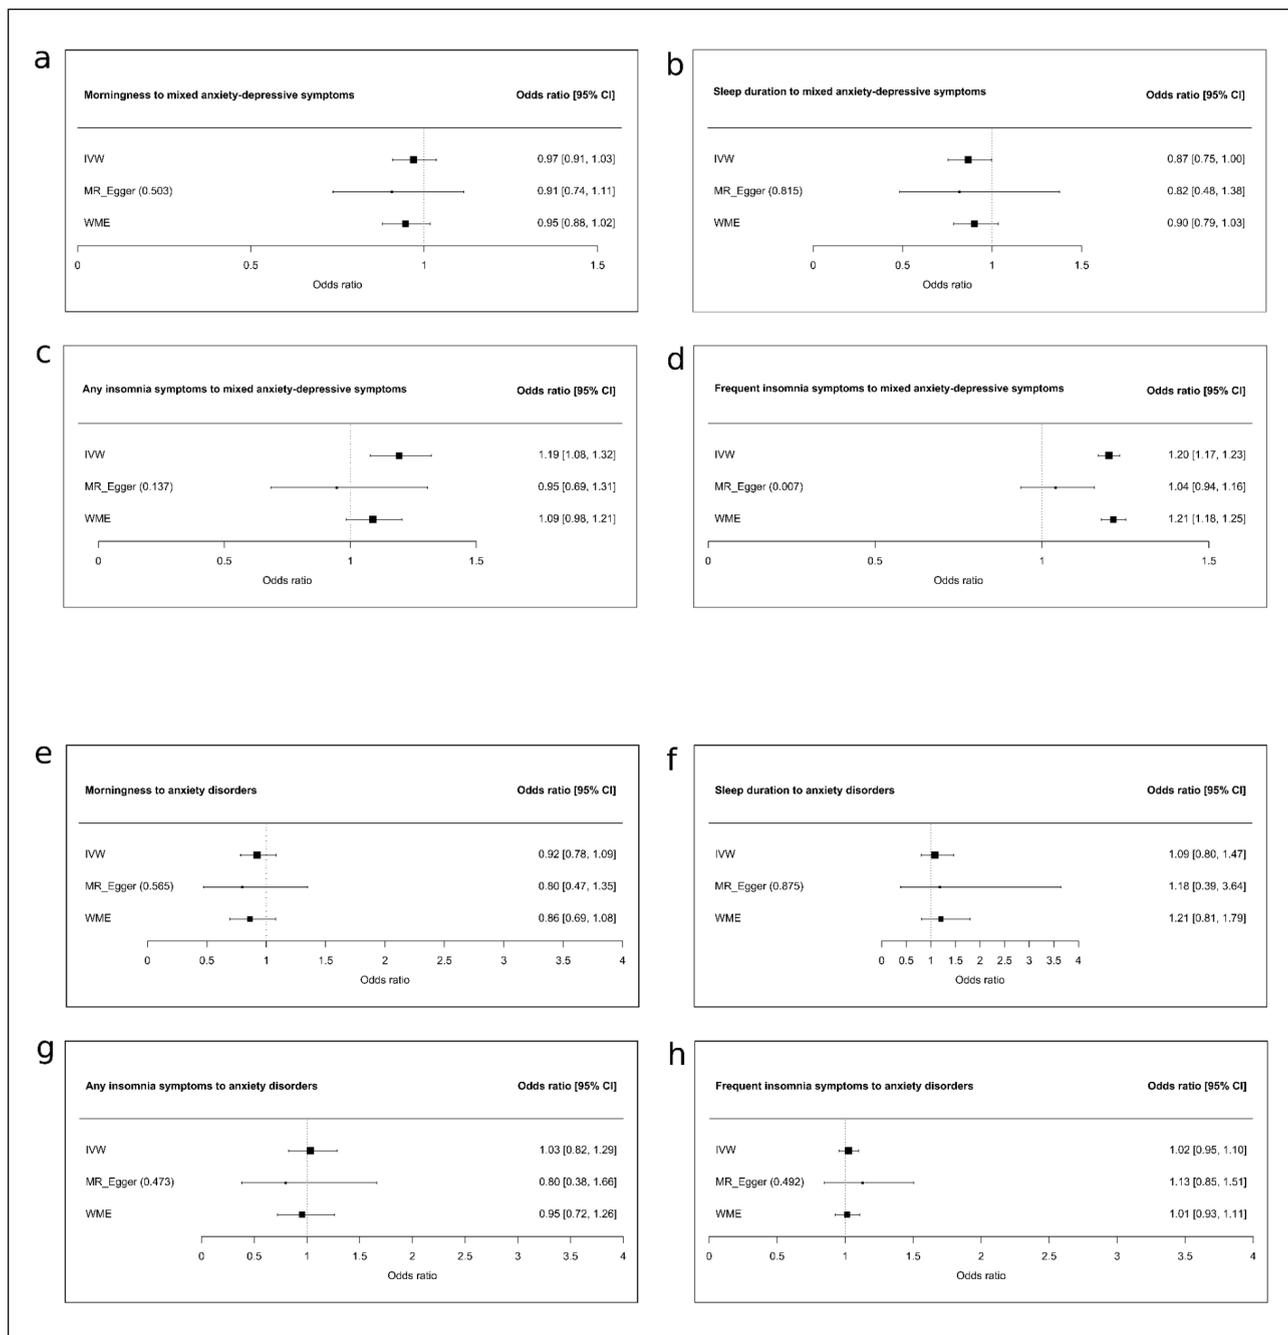 a
Morningness to mixed anxiety-depressive symptoms Odds ratio [95% CI]
IVW 0.97 [0.91, 1.03]
MR_Egger (0.503) 0.91 [0.74, 1.11]
WME 0.95 [0.88, 1.02]
0 0.5 1 1.5
Odds ratio
b
Sleep duration to mixed anxiety-depressive symptoms Odds ratio [95% CI]
IVW 0.87 [0.75, 1.00]
MR_Egger (0.815) 0.82 [0.48, 1.38]
WME 0.90 [0.79, 1.03]
0 0.5 1 1.5
Odds ratio
c
Any insomnia symptoms to mixed anxiety-depressive symptoms Odds ratio [95% CI]
IVW 1.19 [1.08, 1.32]
MR_Egger (0.137) 0.95 [0.69, 1.31]
WME 1.09 [0.98, 1.21]
0 0.5 1 1.5
Odds ratio
d
Frequent insomnia symptoms to mixed anxiety-depressive symptoms Odds ratio [95% CI]
IVW 1.20 [1.17, 1.23]
MR_Egger (0.007) 1.04 [0.94, 1.16]
WME 1.21 [1.18, 1.25]
0 0.5 1 1.5
Odds ratio
e
Morningness to anxiety disorders Odds ratio [95% CI]
IVW 0.92 [0.78, 1.09]
MR_Egger (0.565) 0.80 [0.47, 1.35]
WME 0.86 [0.69, 1.08]
0 0.5 1 1.5 2 2.5 3 3.5 4
Odds ratio
f
Sleep duration to anxiety disorders Odds ratio [95% CI]
IVW 1.09 [0.80, 1.47]
MR_Egger (0.875) 1.18 [0.39, 3.64]
WME 1.21 [0.81, 1.79]
0 0.5 1 1.5 2 2.5 3 3.5 4
Odds ratio
g
Any insomnia symptoms to anxiety disorders Odds ratio [95% CI]
IVW 1.03 [0.82, 1.29]
MR_Egger (0.473) 0.80 [0.38, 1.66]
WME 0.95 [0.72, 1.26]
0 0.5 1 1.5 2 2.5 3 3.5 4
Odds ratio
h
Frequent insomnia symptoms to anxiety disorders Odds ratio [95% CI]
IVW 1.02 [0.95, 1.10]
MR_Egger (0.492) 1.13 [0.85, 1.51]
WME 1.01 [0.93, 1.11]
0 0.5 1 1.5 2 2.5 3 3.5 4
Odds ratio